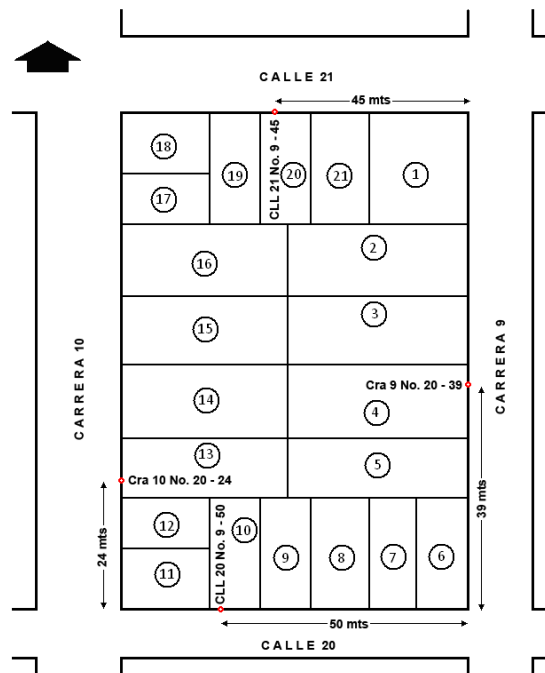 CALLE 21
45 mts
18
19
CLL 21 No. 9 - 45
20
21
1
17
16
2
15
3
CARRERA 10
CARRERA 9
Cra 9 No. 20 - 39
14
4
13
5
Cra 10 No. 20 - 24
24 mts
39 mts
12
11
CLL 20 No. 9 - 50
10
9
8
7
6
50 mts
CALLE 20